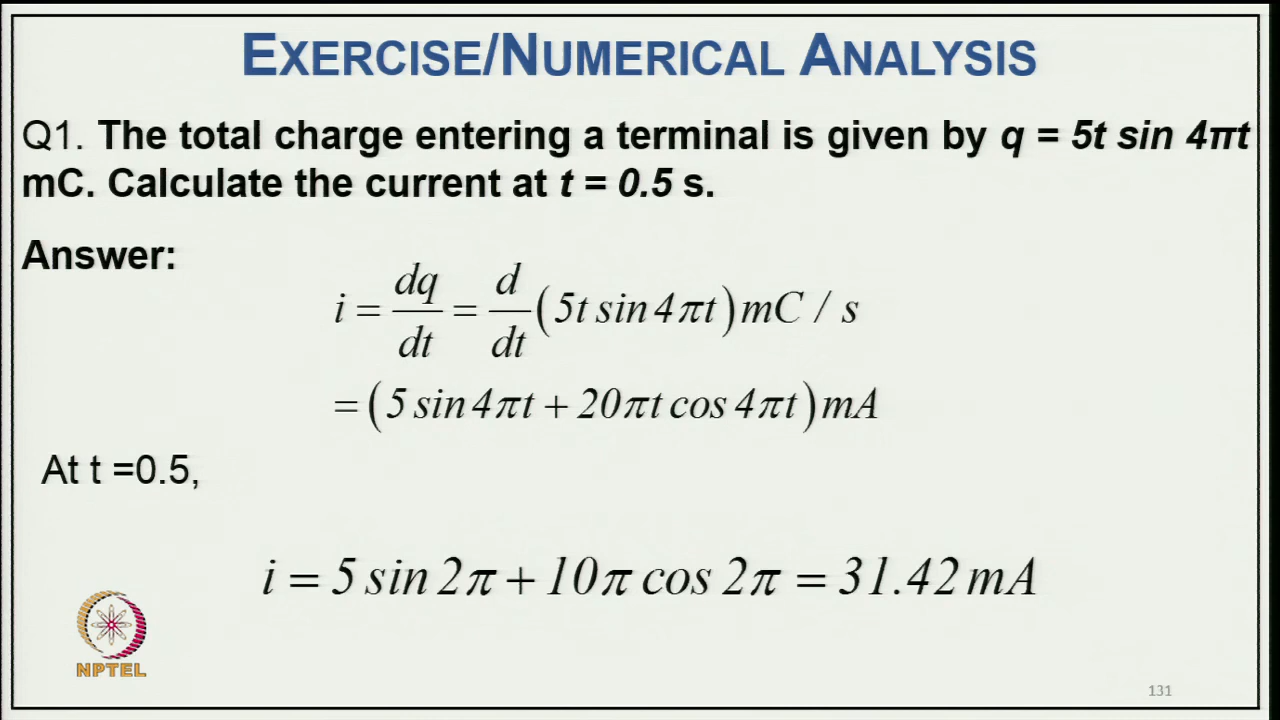 EXERCISE/NUMERICAL ANALYSIS
Q1. The total charge entering a terminal is given by q = 5t sin 4πt
mC. Calculate the current at t = 0.5 s.
Answer:
i = dq/dt = d/dt (5t sin 4πt) mC / s
= (5 sin 4πt + 20πt cos 4πt) mA
At t =0.5,
i = 5 sin 2π + 10π cos 2π = 31.42 mA
NPTEL
131